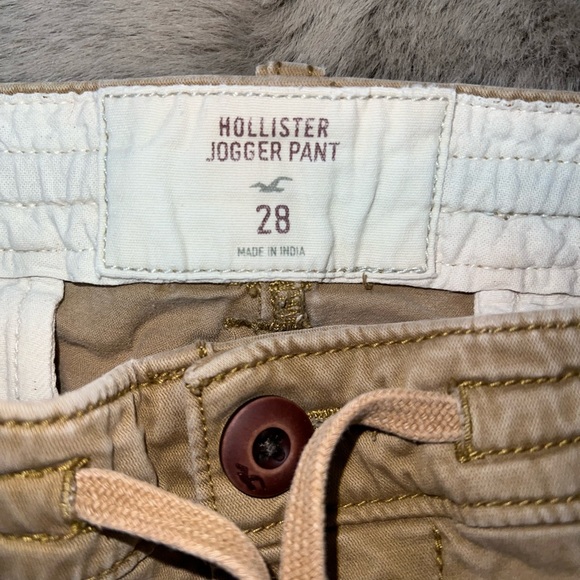 HOLLISTER
JOGGER PANT
28
MADE IN INDIA